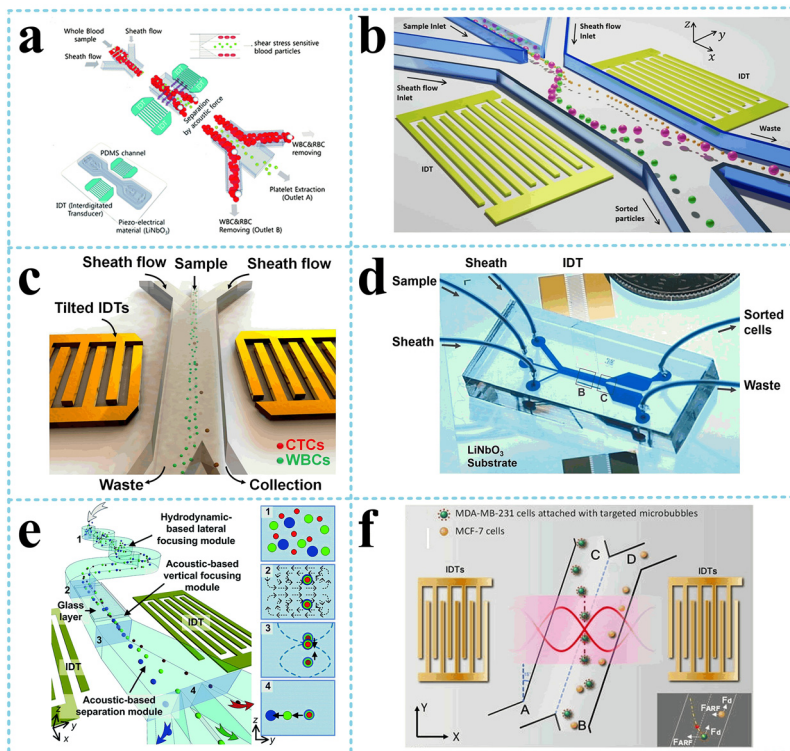 a
Whole Blood
sample
Sheath flow
Sheath flow
shear stress sensitive
blood particles
Separation
by acoustic force
PDMS channel
IDT (Interdigitated
Transducer)
Piezo-electrical
material (LiNbO3)
WBC&RBC
removing
Platelet Extraction
(Outlet A)
WBC&RBC
Removing (Outlet B)
b
Sample Inlet
Sheath flow
Inlet
Sheath flow
Inlet
z
y
x
IDT
IDT
Waste
Sorted
particles
c
Sheath flow
Sample
Sheath flow
Tilted IDTs
CTCs
WBCs
Waste
Collection
d
Sheath
IDT
Sample
Sheath
Sorted
cells
Waste
B
C
LiNbO3
Substrate
e
Hydrodynamic-
based lateral
focusing module
Acoustic-based
vertical focusing
module
Glass
layer
IDT
IDT
Acoustic-based
separation module
1
2
3
4
z
y
x
1
2
3
4
z
y
f
MDA-MB-231 cells attached with targeted microbubbles
MCF-7 cells
IDTs
IDTs
C
D
A
B
Y
X
FARF
Fd
Fd
FARF